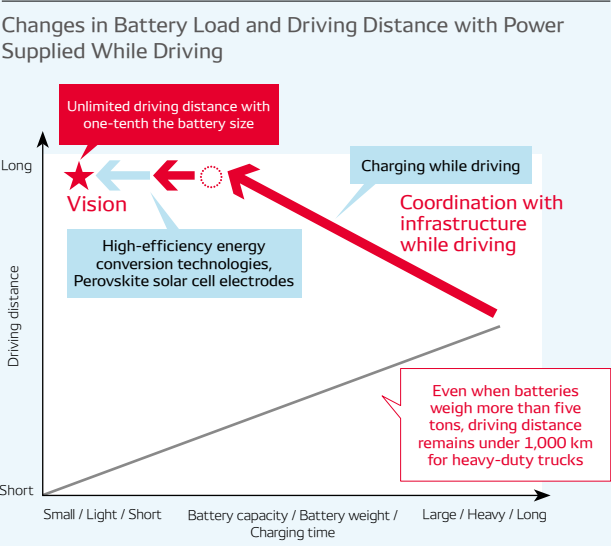 Changes in Battery Load and Driving Distance with Power
Supplied While Driving
Unlimited driving distance with
one-tenth the battery size
Long
Charging while driving
Vision
Coordination with
infrastructure
while driving
High-efficiency energy
conversion technologies,
Perovskite solar cell electrodes
Driving distance
Even when batteries
weigh more than five
tons, driving distance
remains under 1,000 km
for heavy-duty trucks
Short
Small / Light / Short
Battery capacity / Battery weight /
Charging time
Large / Heavy / Long